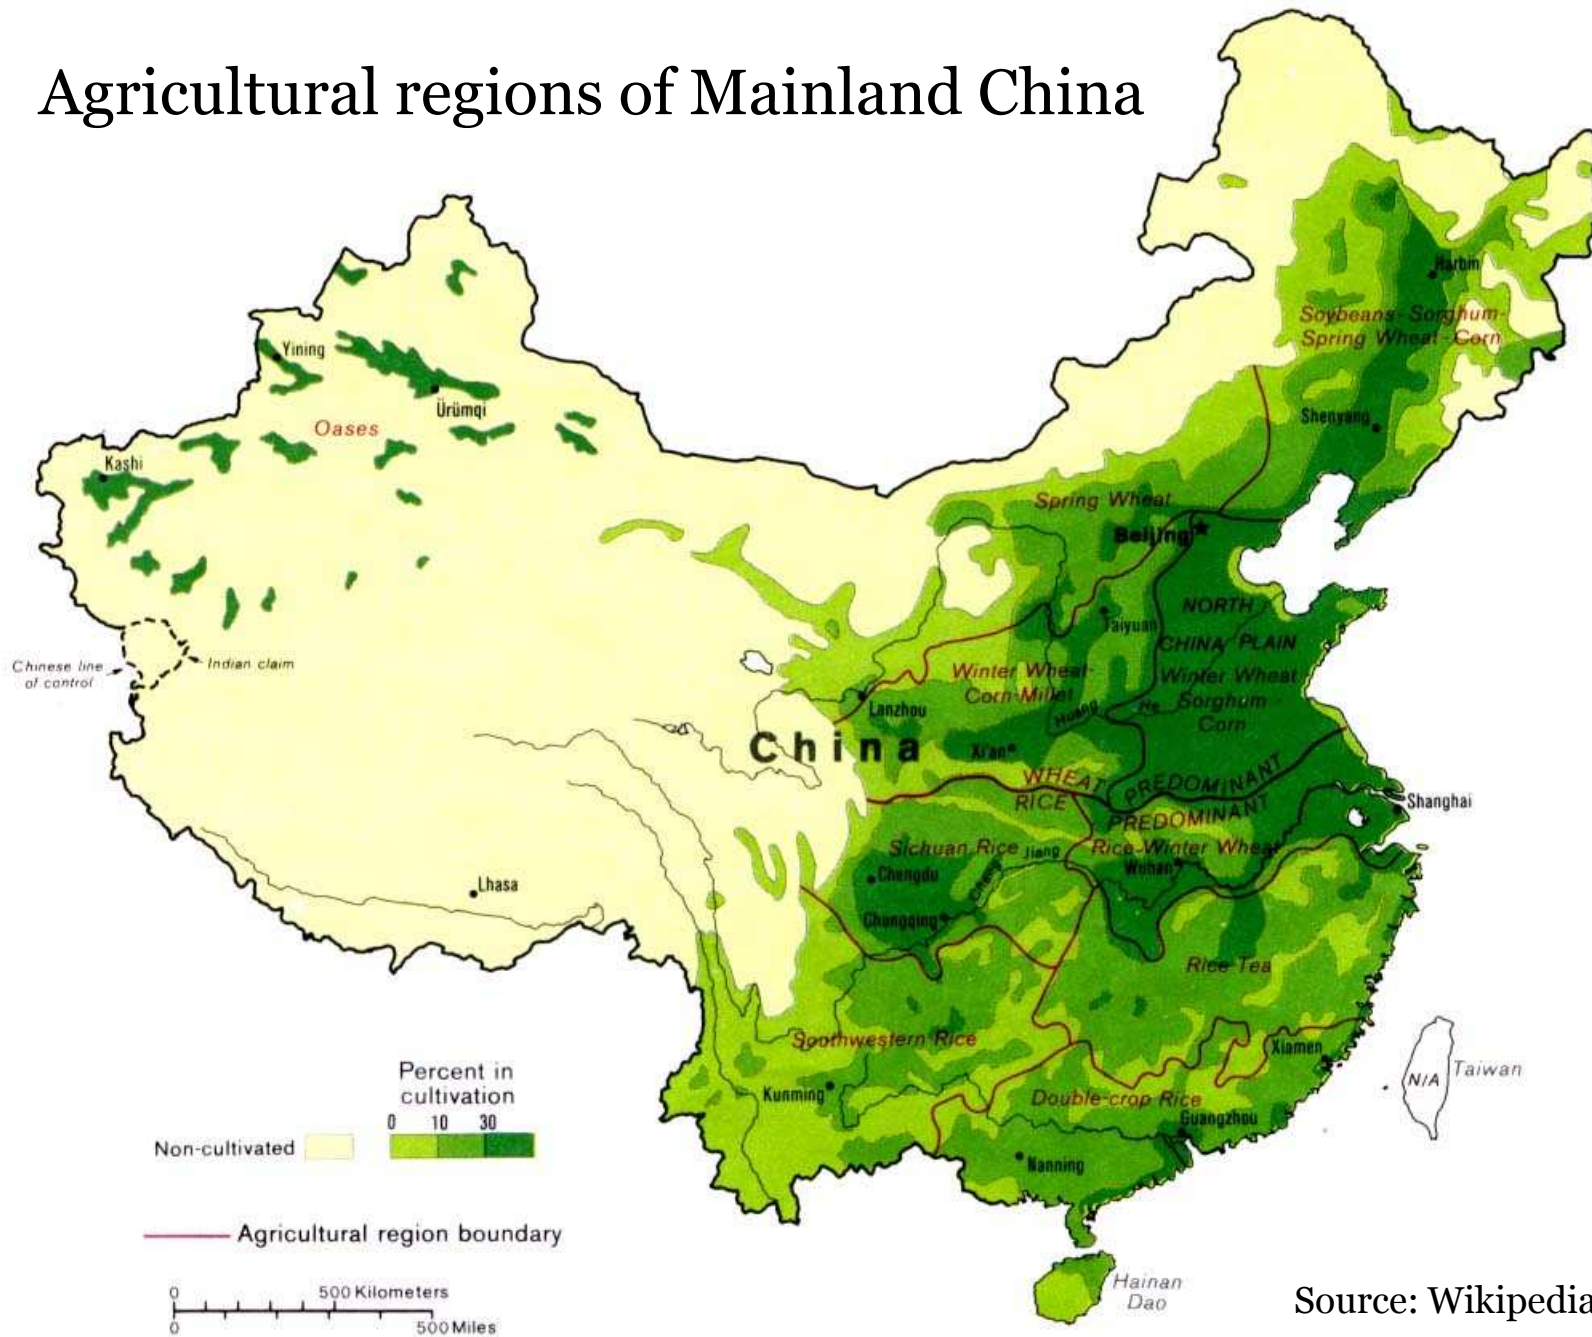 Agricultural regions of Mainland China
Harbin
Soybeans-Sorghum-
Spring Wheat-Corn
Yining
Ürümqi
Oases
Shenyang
Kashi
Spring Wheat
Beijing
NORTH
CHINA PLAIN
Winter Wheat
Sorghum
Corn
Taiyuan
Chinese line
of control
Indian claim
Winter Wheat-
Corn-Millet
Lanzhou
Huang
He
China
Xi'an
WHEAT PREDOMINANT
RICE PREDOMINANT
Shanghai
Sichuan Rice
Jiang
Rice-Winter Wheat
Wuhan
Chengdu
Chang
Lhasa
Chongqing
Rice-Tea
Southwestern Rice
Xiamen
Taiwan
N/A
Kunming
Double-crop Rice
Guangzhou
Nanning
Percent in
cultivation
0 10 30
Non-cultivated
Agricultural region boundary
0 500 Kilometers
0 500 Miles
Hainan
Dao
Source: Wikipedia